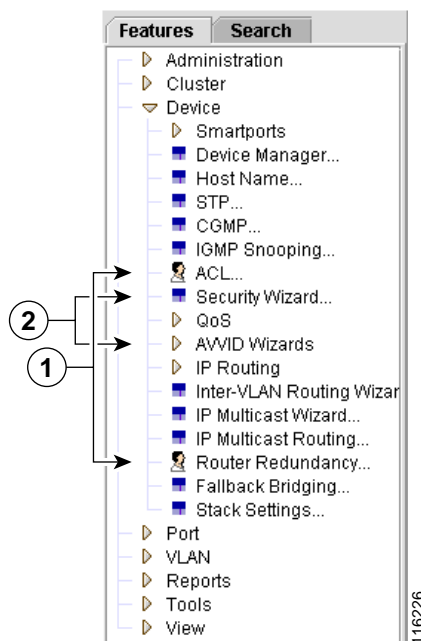 Features Search
Administration
Cluster
Device
Smartports
Device Manager...
Host Name...
STP...
CGMP...
IGMP Snooping...
ACL...
Security Wizard...
2
QoS
AVVID Wizards
1
IP Routing
Inter-VLAN Routing Wizar
IP Multicast Wizard...
IP Multicast Routing...
Router Redundancy...
Fallback Bridging...
Stack Settings...
Port
VLAN
Reports
Tools
View
116226